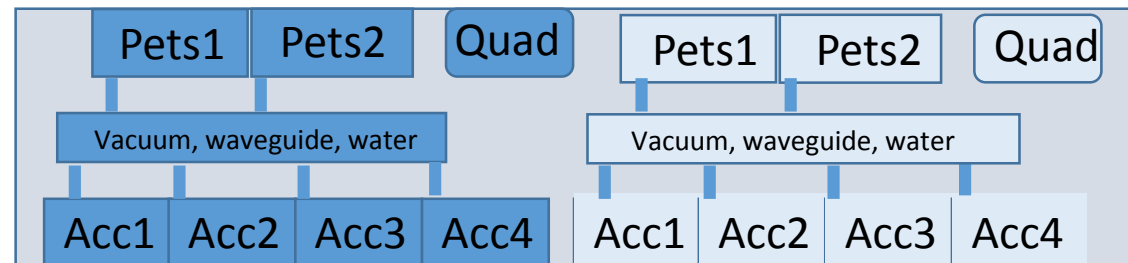 Pets1 Pets2 Quad Pets1 Pets2 Quad
Vacuum, waveguide, water Vacuum, waveguide, water
Acc1 Acc2 Acc3 Acc4 Acc1 Acc2 Acc3 Acc4